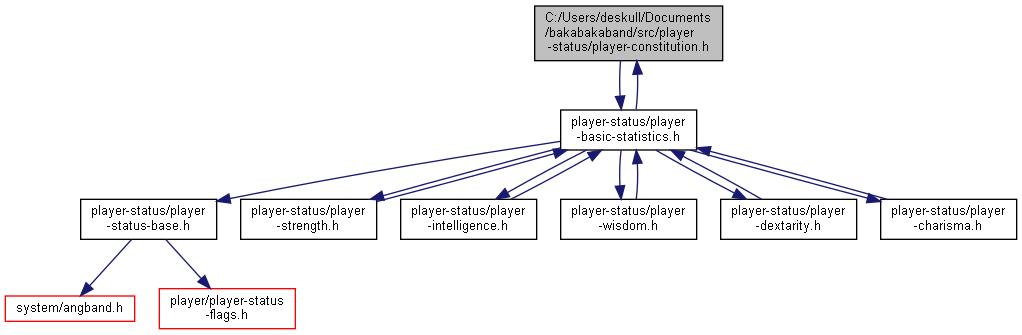 C:/Users/deskull/Documents
/bakabakaband/src/player
-status/player-constitution.h
player-status/player
-basic-statistics.h
player-status/player
-status-base.h
player-status/player
-strength.h
player-status/player
-intelligence.h
player-status/player
-wisdom.h
player-status/player
-dextarity.h
player-status/player
-charisma.h
system/angband.h
player/player-status
-flags.h